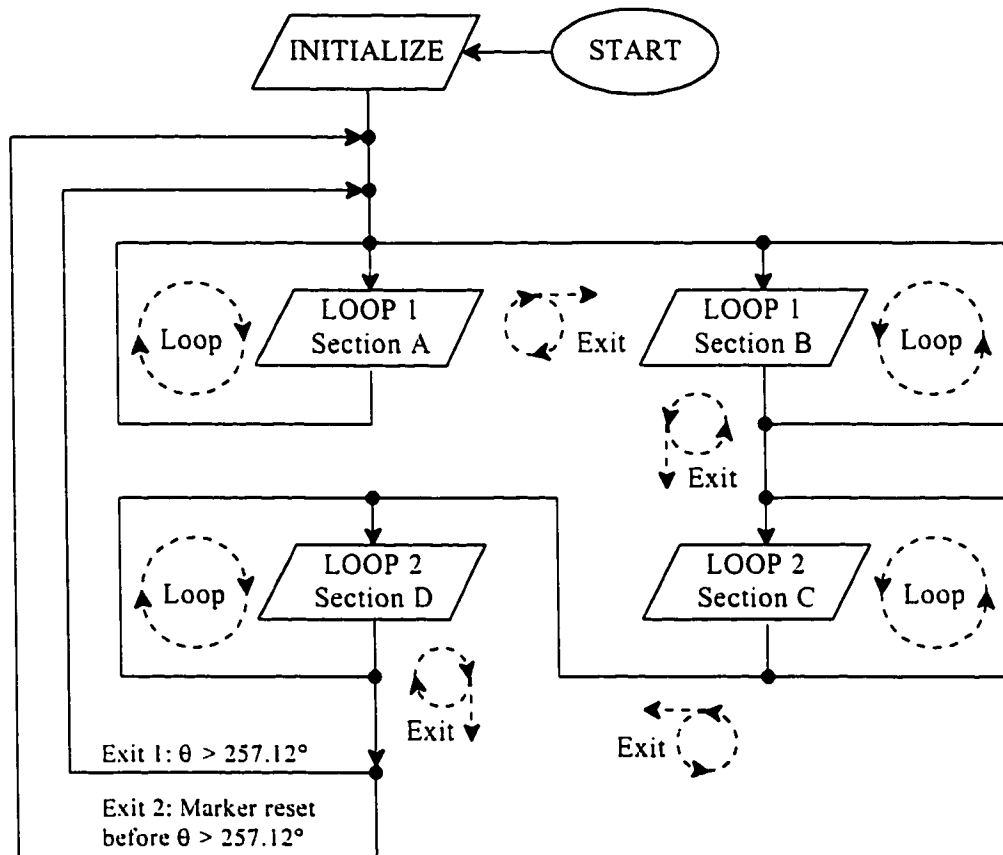 INITIALIZE
START
Loop
LOOP 1
Section A
Exit
LOOP 1
Section B
Loop
Exit
Loop
LOOP 2
Section D
LOOP 2
Section C
Loop
Exit
Exit
Exit 1: θ > 257.12°
Exit 2: Marker reset
before θ > 257.12°